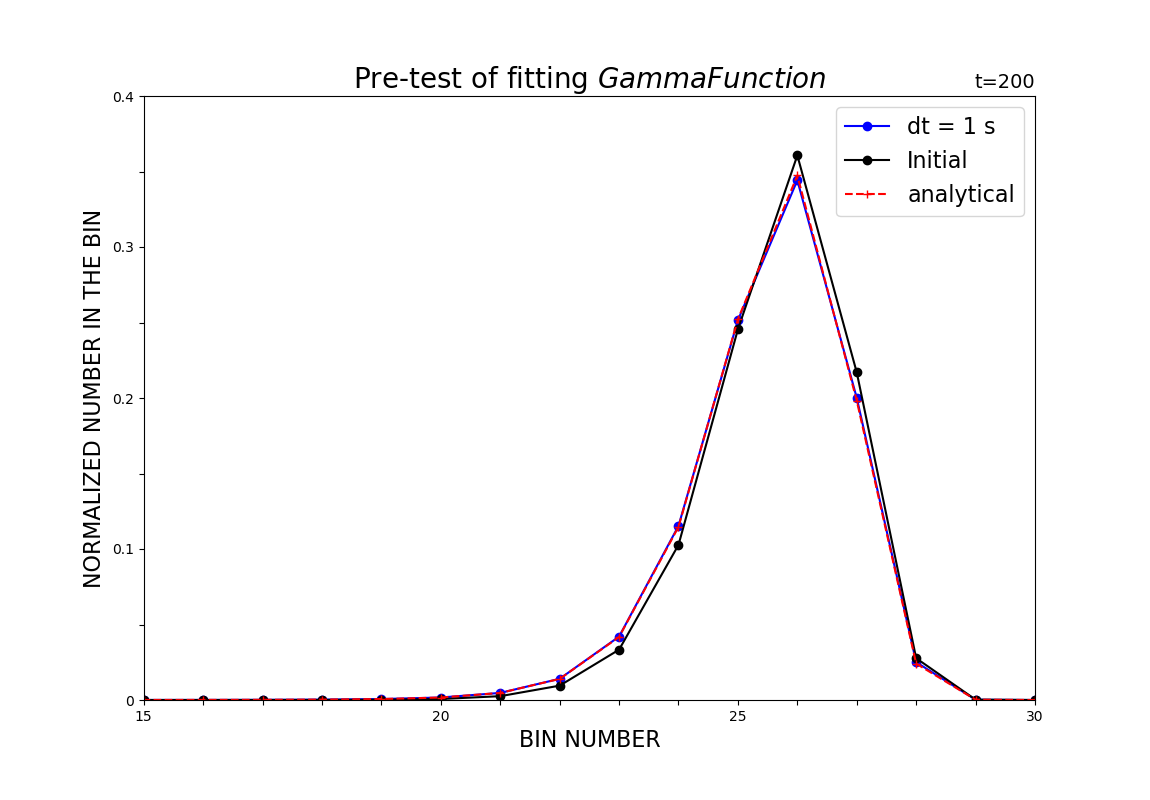 Pre-test of fitting GammaFunction
t=200
dt = 1 s
Initial
analytical
NORMALIZED NUMBER IN THE BIN
0.4
0.3
0.2
0.1
0
15 20 25 30
BIN NUMBER